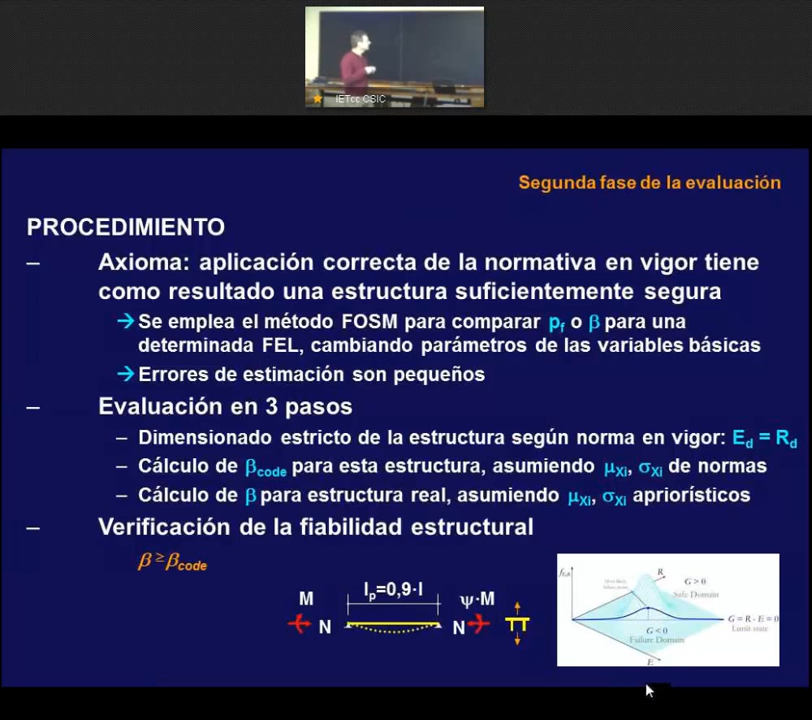 IETcc CSIC
Segunda fase de la evaluación
PROCEDIMIENTO
– Axioma: aplicación correcta de la normativa en vigor tiene
como resultado una estructura suficientemente segura
→ Se emplea el método FOSM para comparar pf o β para una
determinada FEL, cambiando parámetros de las variables básicas
→ Errores de estimación son pequeños
– Evaluación en 3 pasos
– Dimensionado estricto de la estructura según norma en vigor: Ed = Rd
– Cálculo de βcode para esta estructura, asumiendo μXi, σXi de normas
– Cálculo de β para estructura real, asumiendo μXi, σXi apriorísticos
– Verificación de la fiabilidad estructural
β ≥ βcode
lp=0,9·l
M
ψ·M
N
N
R
G > 0
Safe Domain
G = R - E = 0
Limit state
G < 0
Failure Domain
E